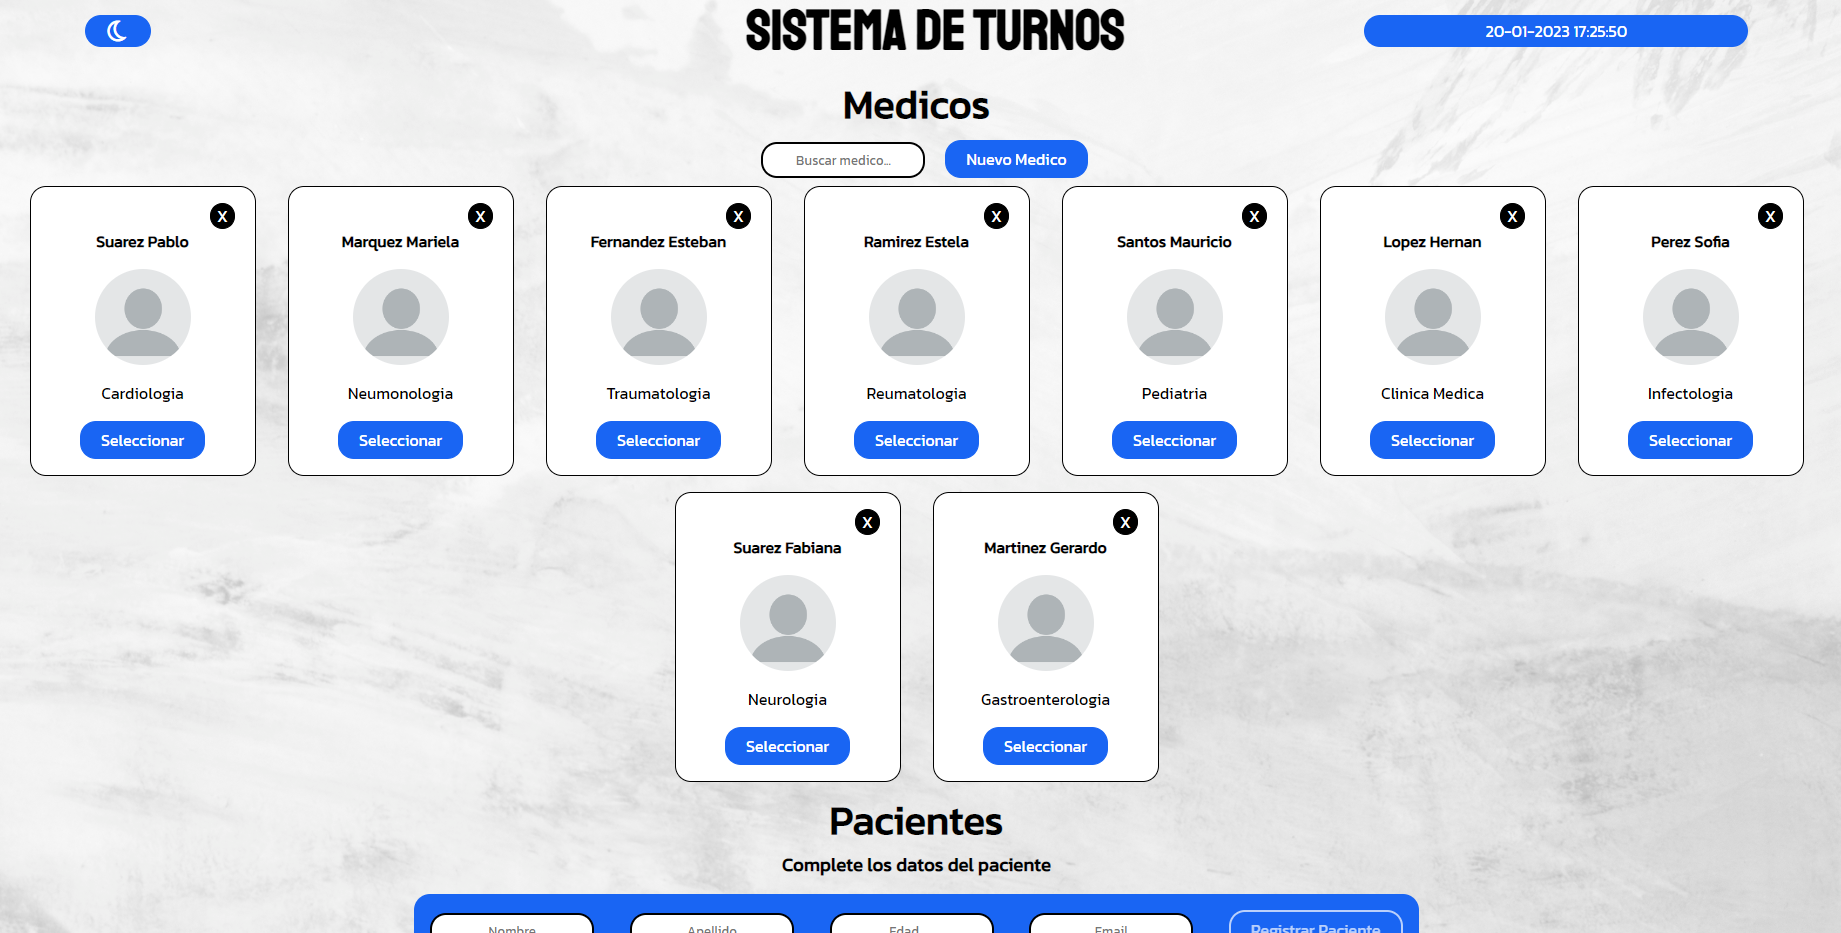 SISTEMA DE TURNOS
20-01-2023 17:25:50
Medicos
Buscar medico...
Nuevo Medico
X
Suarez Pablo
Cardiologia
Seleccionar
X
Marquez Mariela
Neumonologia
Seleccionar
X
Fernandez Esteban
Traumatologia
Seleccionar
X
Ramirez Estela
Reumatologia
Seleccionar
X
Santos Mauricio
Pediatria
Seleccionar
X
Lopez Hernan
Clinica Medica
Seleccionar
X
Perez Sofia
Infectologia
Seleccionar
X
Suarez Fabiana
Neurologia
Seleccionar
X
Martinez Gerardo
Gastroenterologia
Seleccionar
Pacientes
Complete los datos del paciente
Nombre
Apellido
Edad
Email
Registrar Paciente